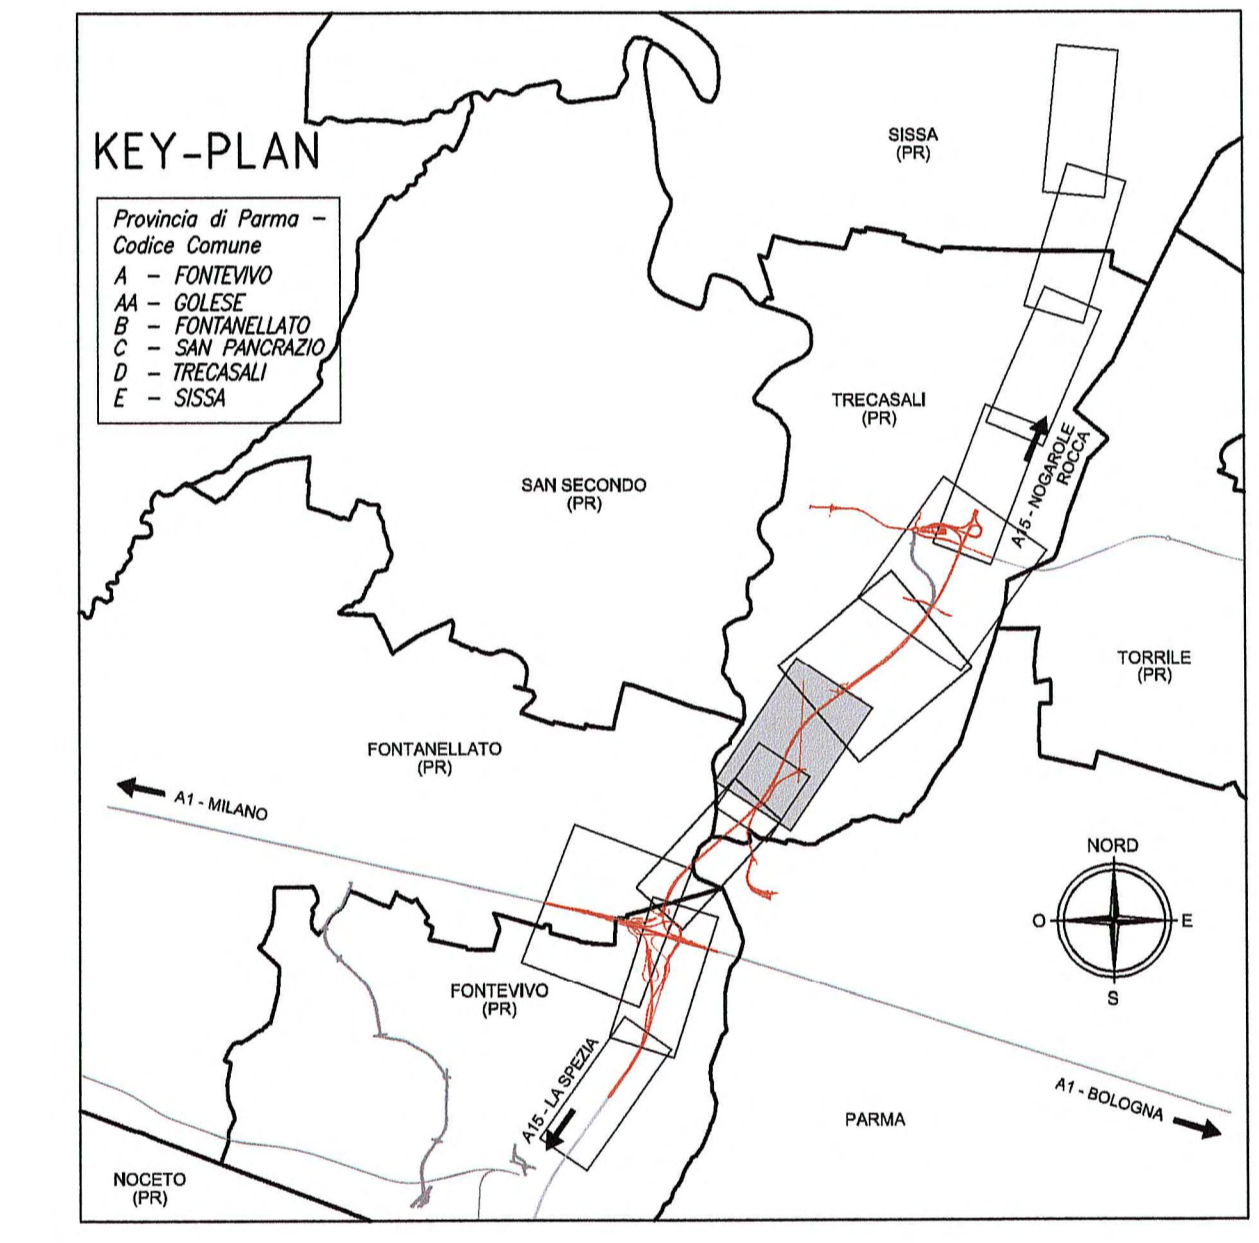 KEY-PLAN
Provincia di Parma -
Codice Comune
A - FONTEVIVO
AA - GOLESE
B - FONTANELLATO
C - SAN PANCRAZIO
D - TRECASALI
E - SISSA
SISSA
(PR)
TRECASALI
(PR)
A15 - NOGAROLE
ROCCA
SAN SECONDO
(PR)
TORRILE
(PR)
FONTANELLATO
(PR)
A1 - MILANO
NORD
O
E
S
FONTEVIVO
(PR)
A15 - LA SPEZIA
A1 - BOLOGNA
PARMA
NOCETO
(PR)